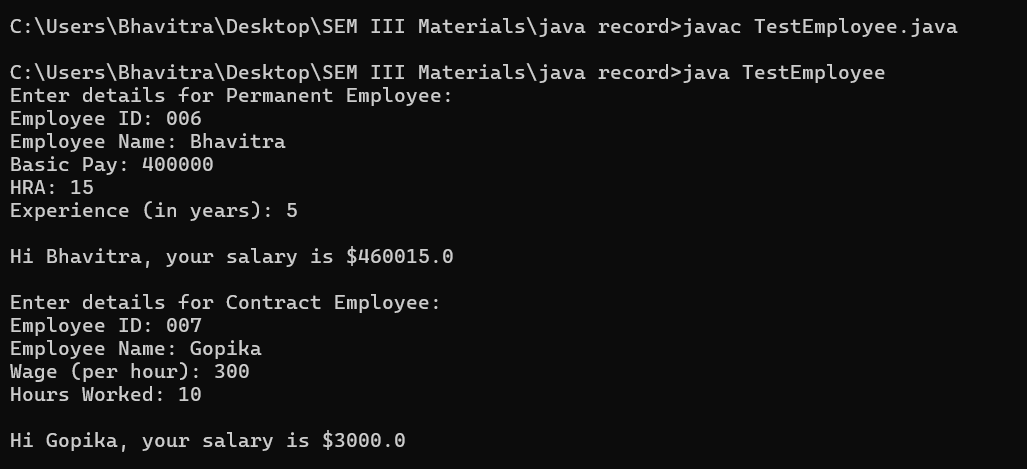 C:\Users\Bhavitra\Desktop\SEM III Materials\java record>javac TestEmployee.java
C:\Users\Bhavitra\Desktop\SEM III Materials\java record>java TestEmployee
Enter details for Permanent Employee:
Employee ID: 006
Employee Name: Bhavitra
Basic Pay: 400000
HRA: 15
Experience (in years): 5
Hi Bhavitra, your salary is $460015.0
Enter details for Contract Employee:
Employee ID: 007
Employee Name: Gopika
Wage (per hour): 300
Hours Worked: 10
Hi Gopika, your salary is $3000.0